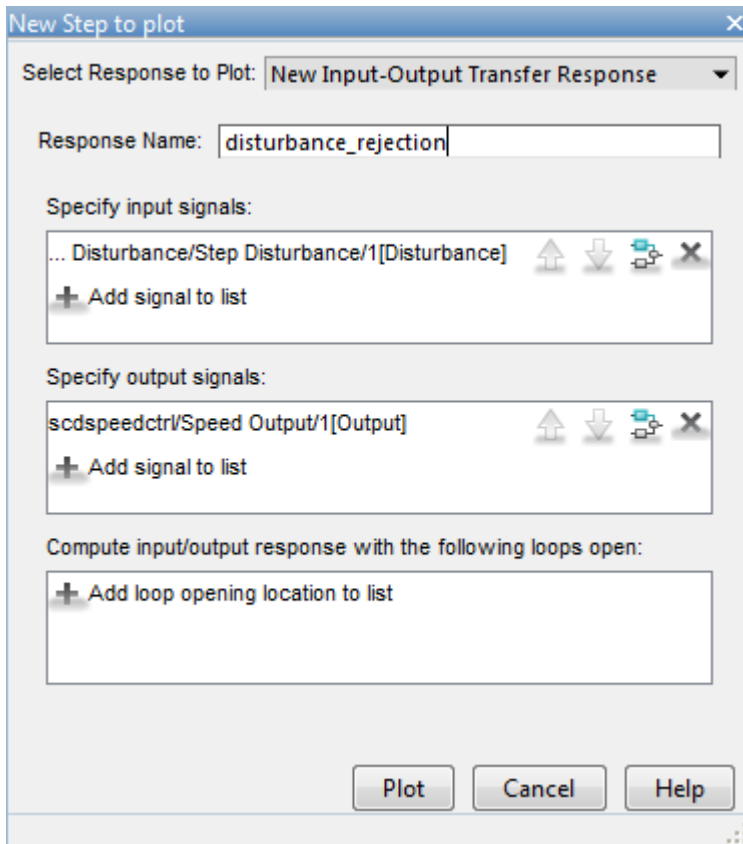 New Step to plot
Select Response to Plot: New Input-Output Transfer Response
Response Name: disturbance_rejection
Specify input signals:
... Disturbance/Step Disturbance/1[Disturbance]
Add signal to list
Specify output signals:
scdspeedctrl/Speed Output/1[Output]
Add signal to list
Compute input/output response with the following loops open:
Add loop opening location to list
Plot Cancel Help